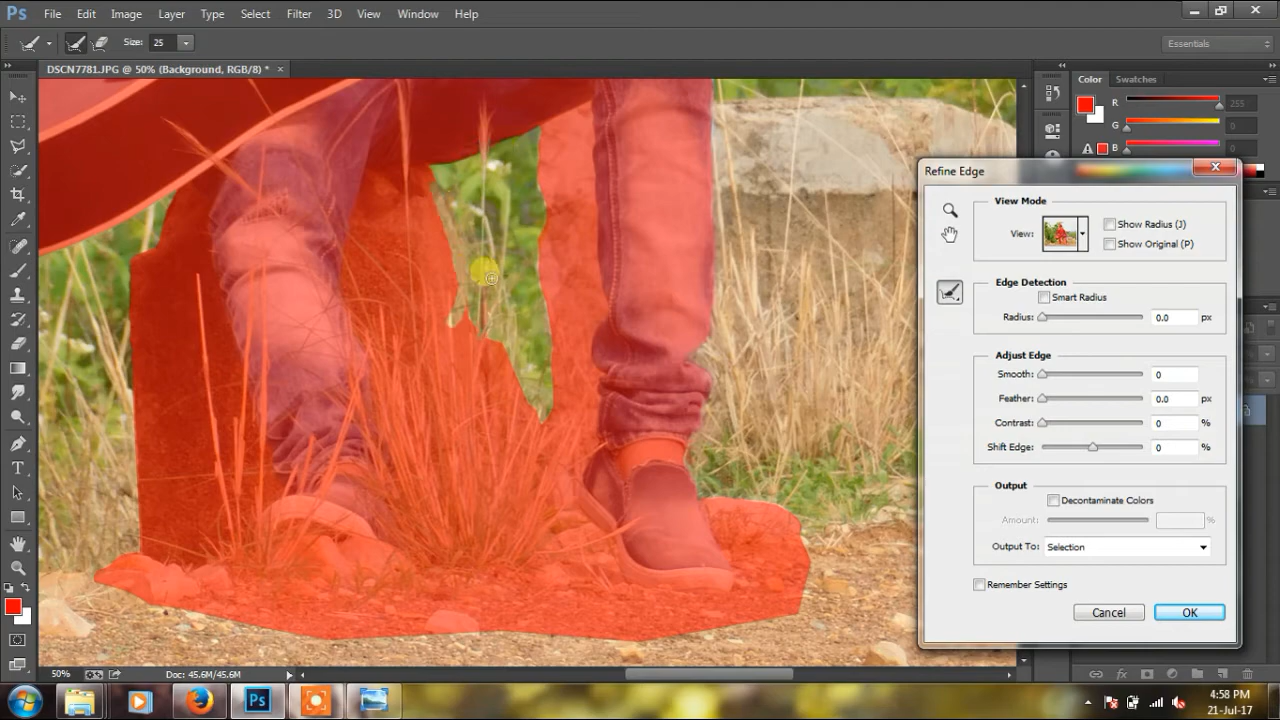 Ps File Edit Image Layer Type Select Filter 3D View Window Help
Size: 25 Essentials
DSCN7781.JPG @ 50% (Background, RGB/8) *
Color Swatches
R 255
G 0
B 0
Refine Edge
View Mode
View: Show Radius (J)
Show Original (P)
Edge Detection
Smart Radius
Radius: 0.0 px
Adjust Edge
Smooth: 0
Feather: 0.0 px
Contrast: 0 %
Shift Edge: 0 %
Output
Decontaminate Colors
Amount: %
Output To: Selection
Remember Settings
Cancel OK
50% Doc: 45.6M/45.6M
Ps 4:58 PM
21-Jul-17